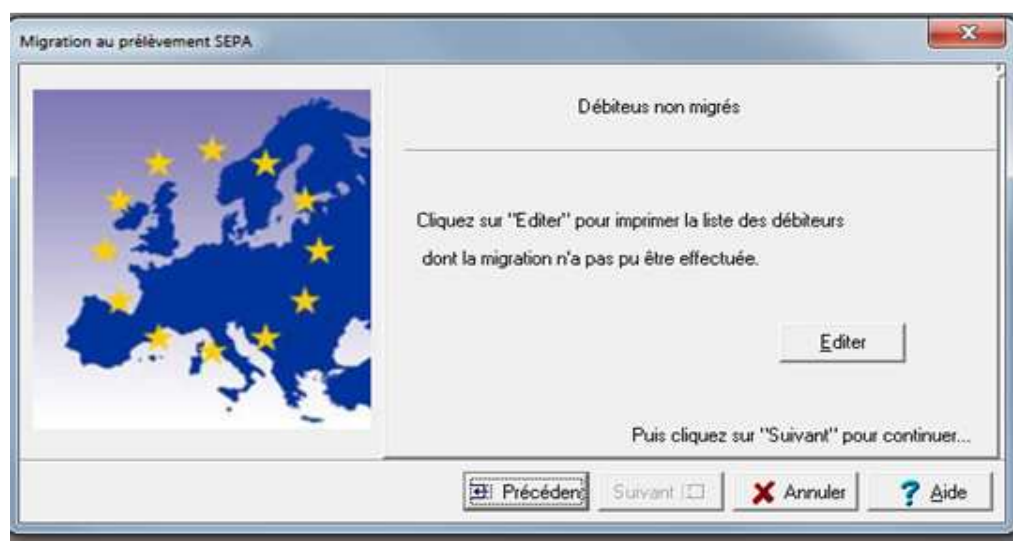 Migration au prélèvement SEPA
Débiteus non migrés
Cliquez sur "Editer" pour imprimer la liste des débiteurs
dont la migration n'a pas pu être effectuée.
Editer
Puis cliquez sur "Suivant" pour continuer...
Précéden
Suivant
Annuler
? Aide